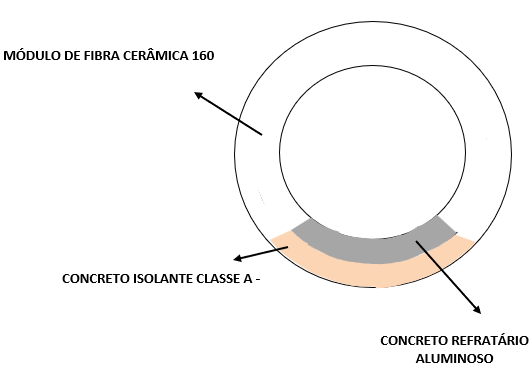 MÓDULO DE FIBRA CERÂMICA 160
CONCRETO ISOLANTE CLASSE A -
CONCRETO REFRATÁRIO
ALUMINOSO